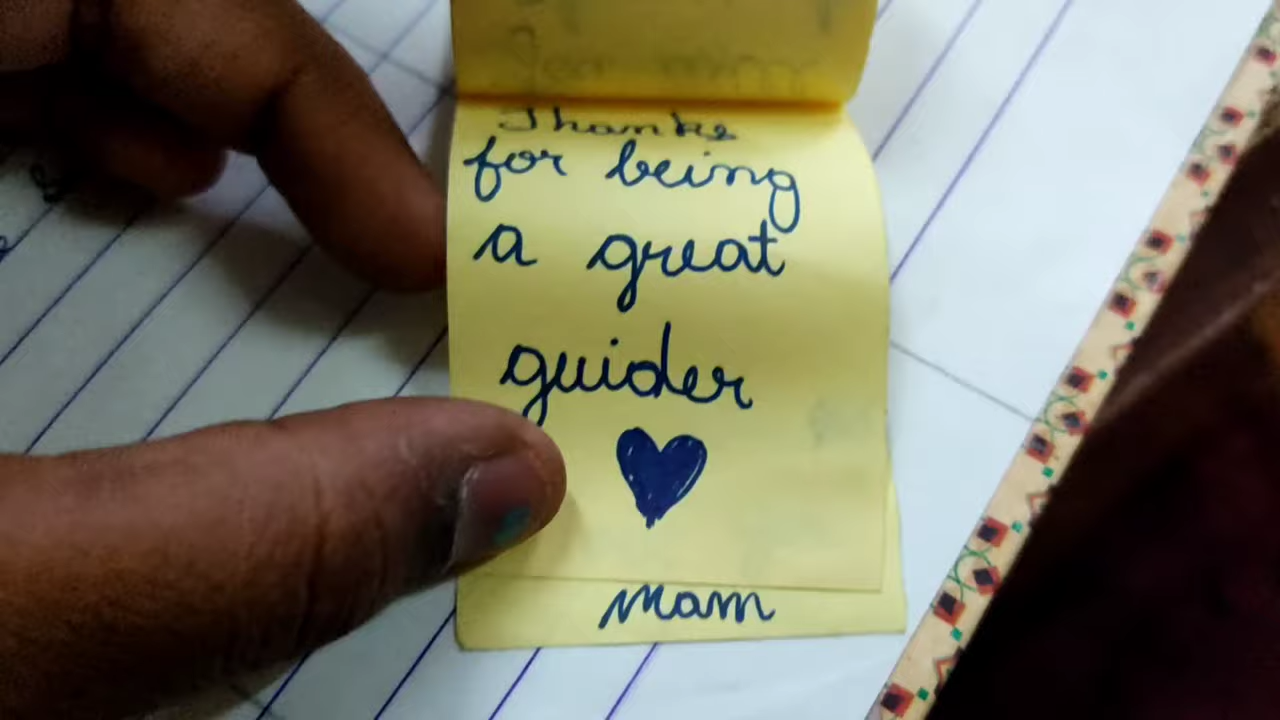 Thanks
for being
a great
guider
mam